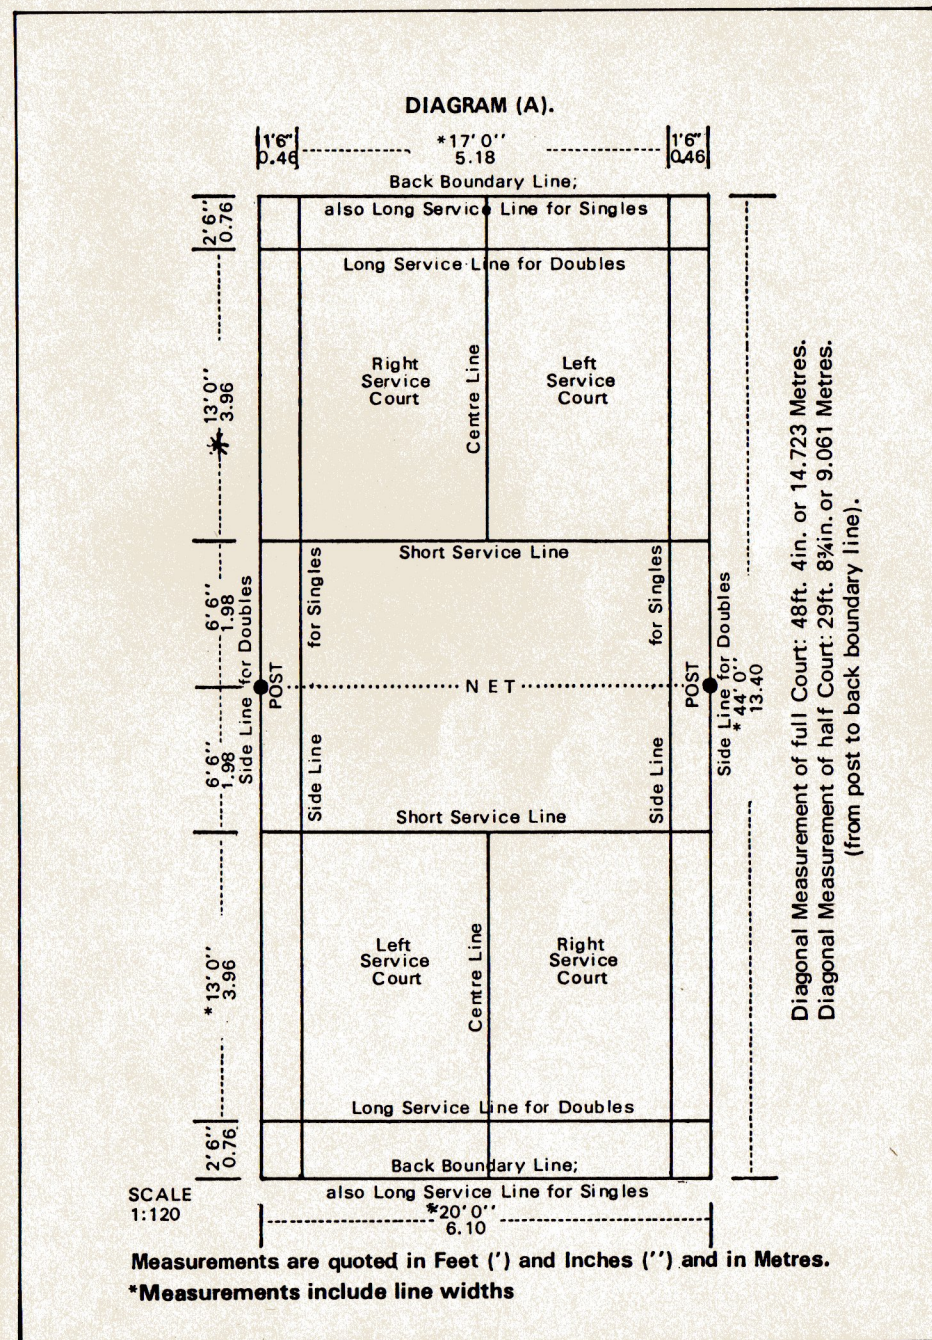 DIAGRAM (A).
1'6"
0.46
*17'0''
5.18
1'6"
0.46
Back Boundary Line;
also Long Service Line for Singles
2'6''
0.76
Long Service Line for Doubles
*13'0''
3.96
Right
Service
Court
Centre Line
Left
Service
Court
Short Service Line
6'6''
1.98
Side Line for Doubles
for Singles
for Singles
POST
NET
POST
Side Line for Doubles
*44'0''
13.40
6'6''
1.98
Side Line
Side Line
Short Service Line
*13'0''
3.96
Left
Service
Court
Centre Line
Right
Service
Court
Long Service Line for Doubles
2'6''
0.76
Back Boundary Line;
also Long Service Line for Singles
SCALE
1:120
*20'0''
6.10
Diagonal Measurement of full Court: 48ft. 4in. or 14.723 Metres.
Diagonal Measurement of half Court: 29ft. 8¾in. or 9.061 Metres.
(from post to back boundary line).
Measurements are quoted in Feet (') and Inches ('') and in Metres.
*Measurements include line widths